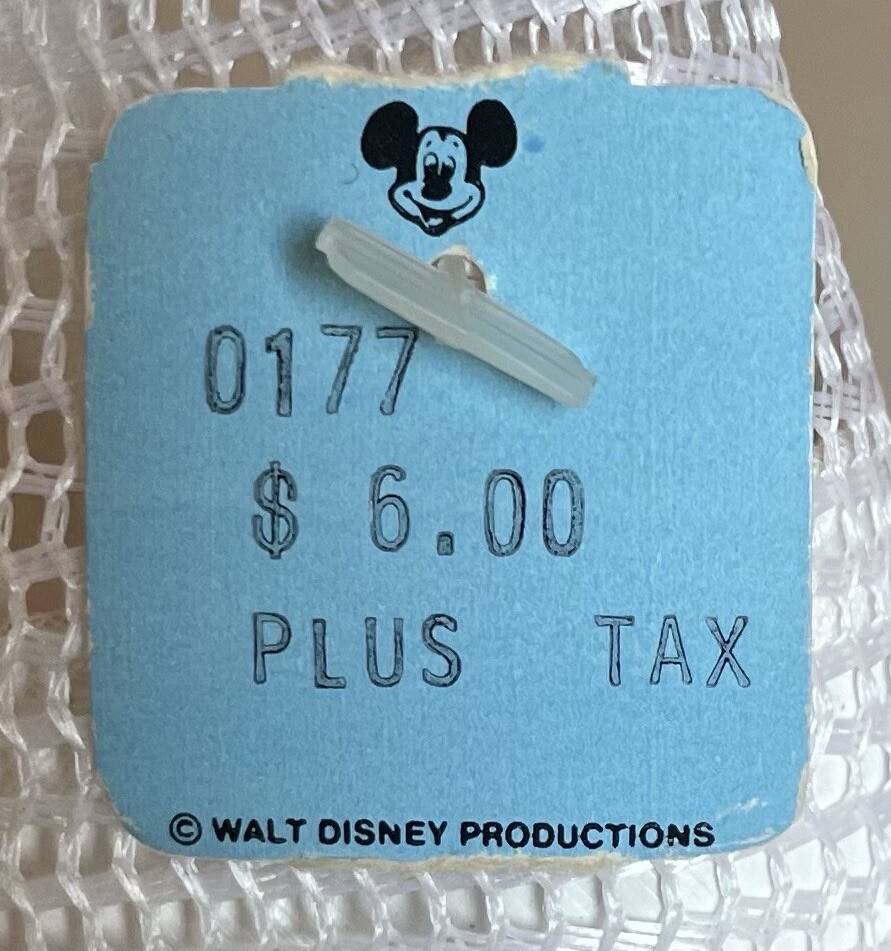 0177
$ 6.00
PLUS TAX
© WALT DISNEY PRODUCTIONS